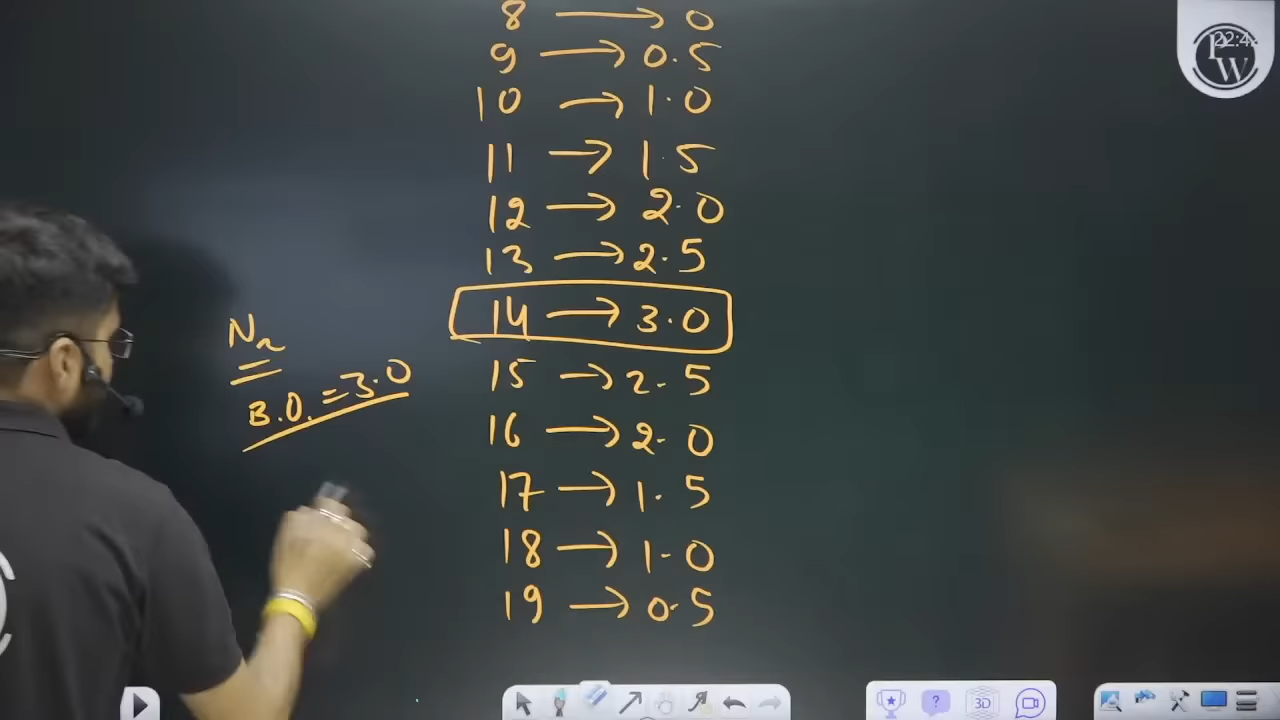 8 → 0
9 → 0.5
10 → 1.0
11 → 1.5
12 → 2.0
13 → 2.5
14 → 3.0
15 → 2.5
16 → 2.0
17 → 1.5
18 → 1.0
19 → 0.5
N₂
B.O. = 3.0
PW
?
3D